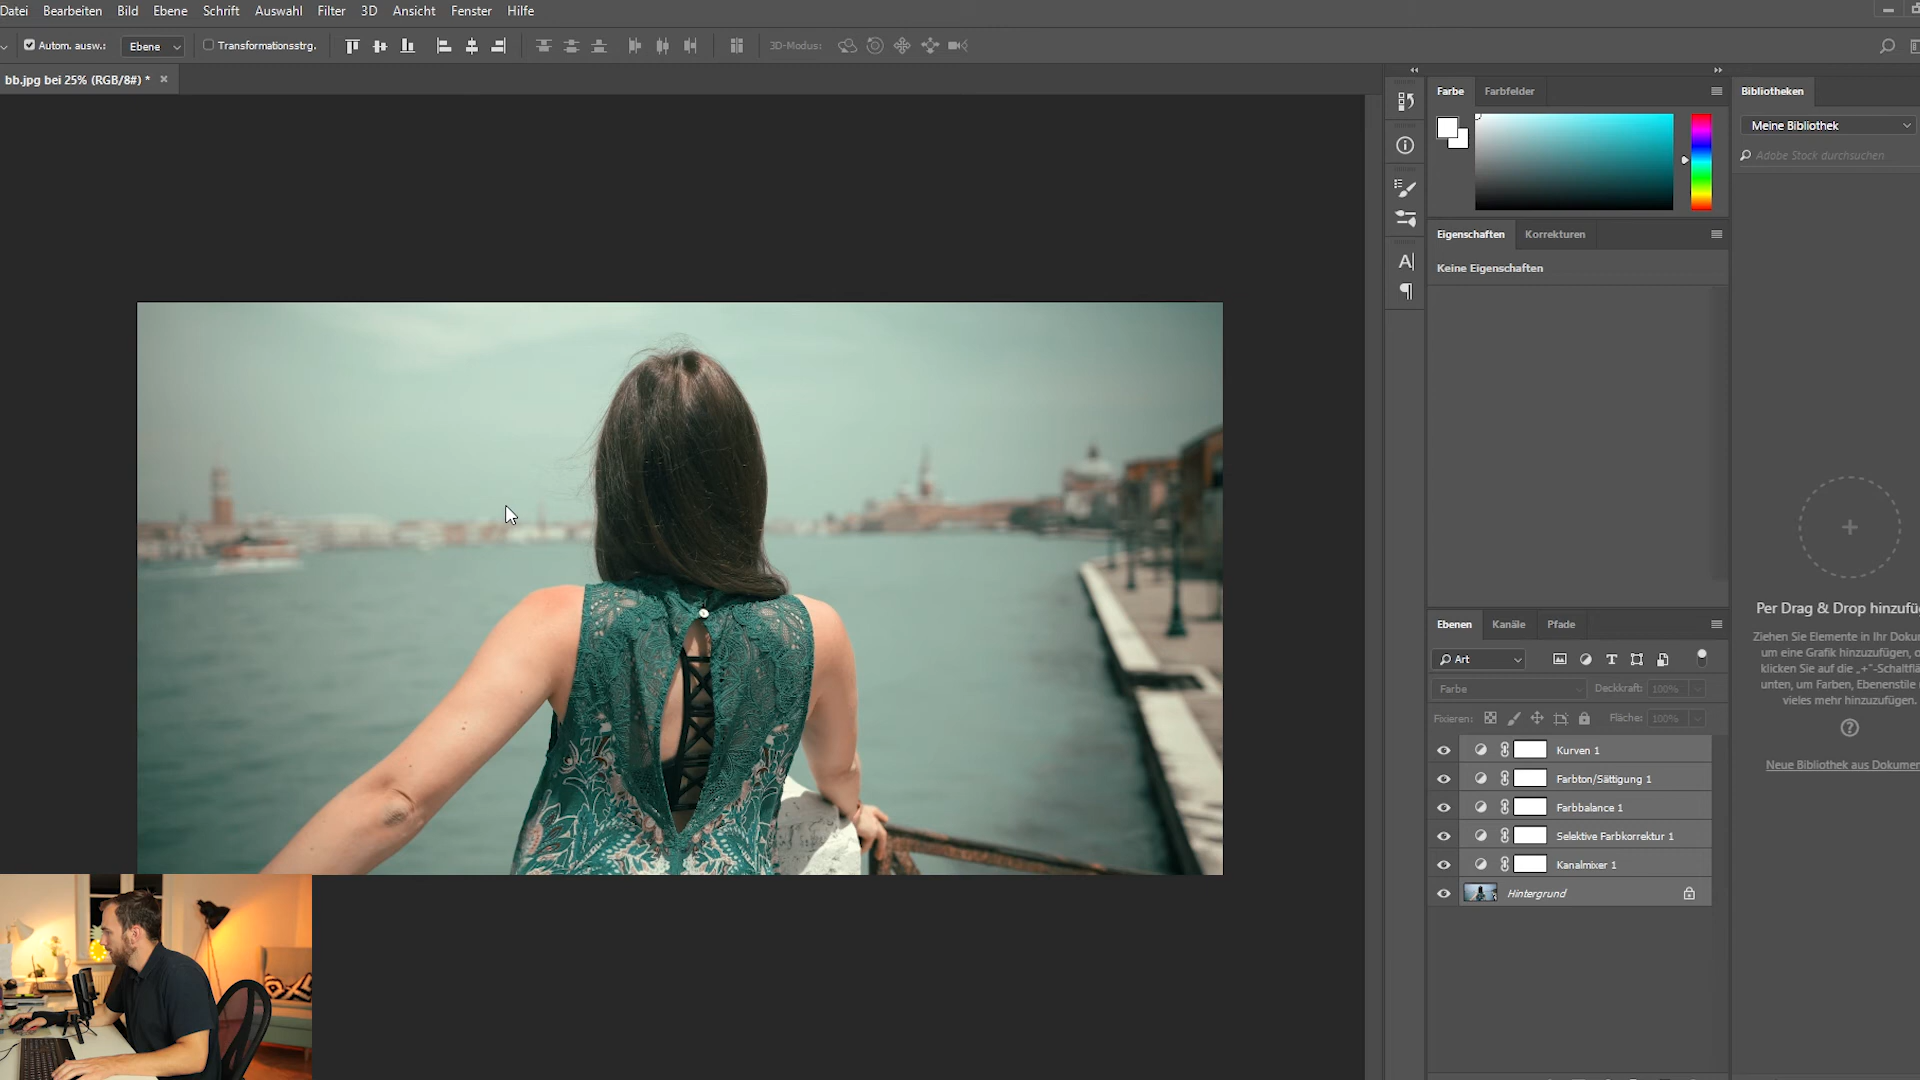 Datei Bearbeiten Bild Ebene Schrift Auswahl Filter 3D Ansicht Fenster Hilfe
Autom. ausw.: Ebene Transformationsstrg. 3D-Modus:
bb.jpg bei 25% (RGB/8#) *
Farbe Farbfelder
Bibliotheken
Meine Bibliothek
Adobe Stock durchsuchen
Eigenschaften Korrekturen
Keine Eigenschaften
Per Drag & Drop hinzufü
Ziehen Sie Elemente in Ihr Doku
um eine Grafik hinzuzufügen, o
klicken Sie auf die „+"-Schaltflä
unten, um Farben, Ebenenstile
vieles mehr hinzuzufügen.
Neue Bibliothek aus Dokumen
Ebenen Kanäle Pfade
Art
Farbe Deckkraft: 100%
Fixieren: Fläche: 100%
Kurven 1
Farbton/Sättigung 1
Farbbalance 1
Selektive Farbkorrektur 1
Kanalmixer 1
Hintergrund